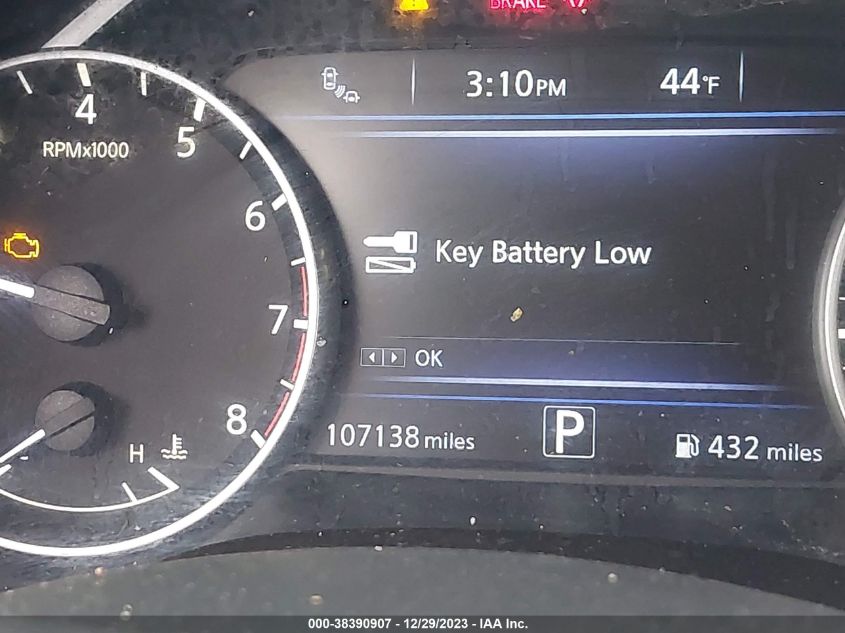 BRAKE
3:10PM
44°F
4
5
RPMx1000
6
Key Battery Low
7
OK
8
H
107138 miles
P
432 miles
000-38390907 - 12/29/2023 - IAA Inc.